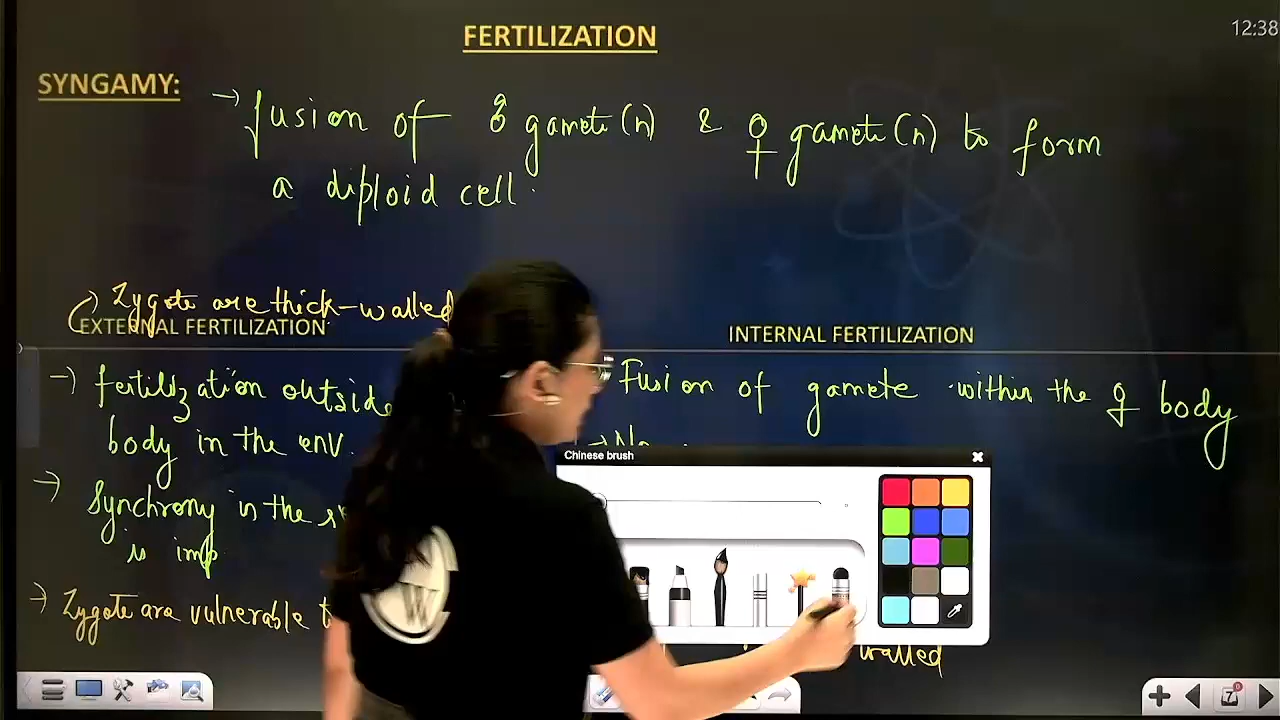 FERTILIZATION
12:38
SYNGAMY:
→ fusion of ♂ gamete (n) & ♀ gamete (n) to form
a diploid cell.
→ Zygote are thick-walled
EXTERNAL FERTILIZATION
INTERNAL FERTILIZATION
→ fertilization outside
body in the env.
→ Synchrony in the
is imp
→ Zygote are vulnerable
Fusion of gamete within the ♀ body
→ No
Chinese brush
walled
7